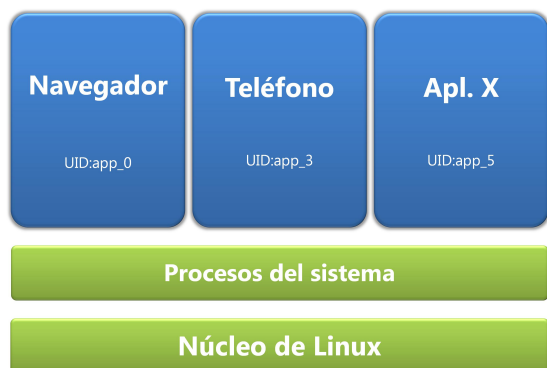 Navegador
Teléfono
Apl. X
UID:app_0
UID:app_3
UID:app_5
Procesos del sistema
Núcleo de Linux